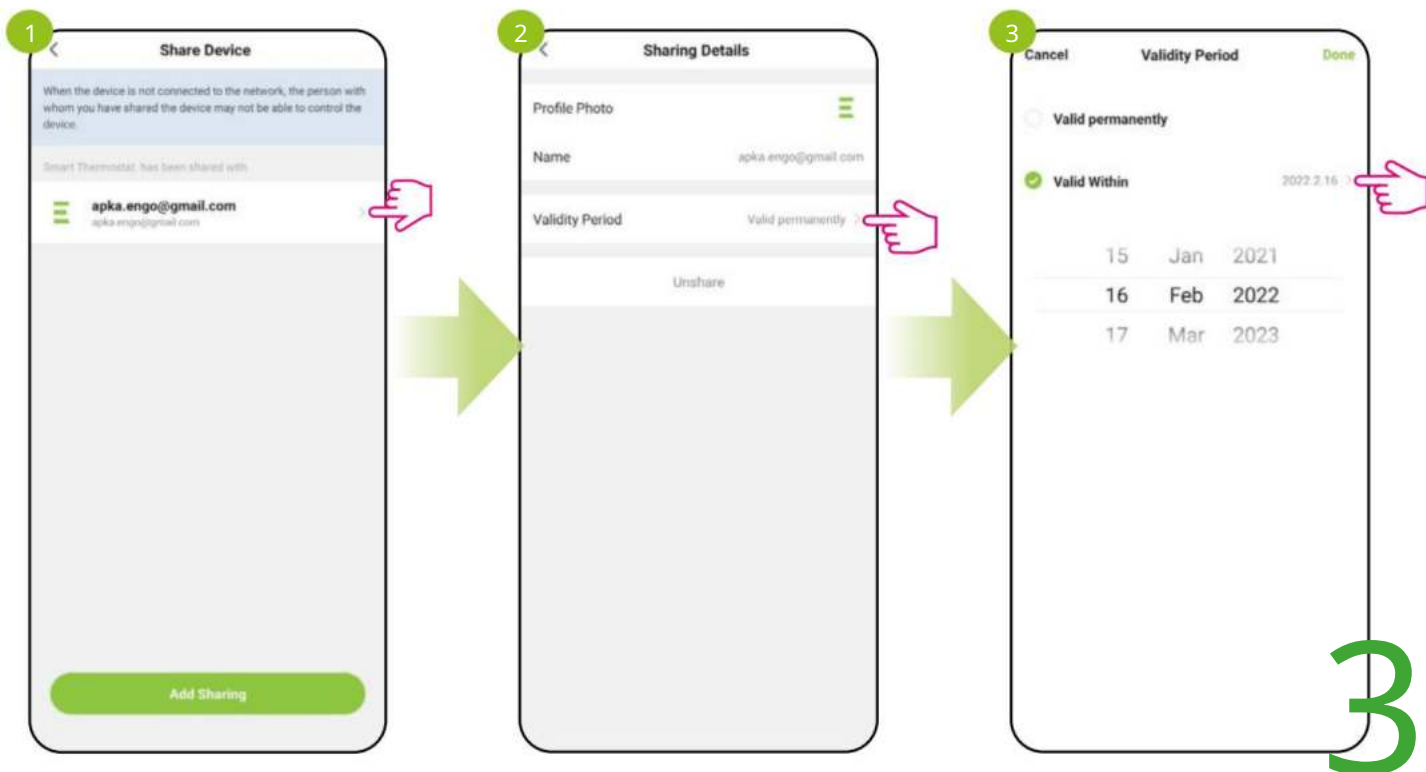 1
Share Device
When the device is not connected to the network, the person with
whom you have shared the device may not be able to control the
device.
Smart Thermostat. has been shared with
apka.engo@gmail.com
apka.engo@gmail.com
Add Sharing
2
Sharing Details
Profile Photo
Name apka.engo@gmail.com
Validity Period Valid permanently
Unshare
3
Cancel Validity Period Done
Valid permanently
Valid Within 2022.2.16
15 Jan 2021
16 Feb 2022
17 Mar 2023
3